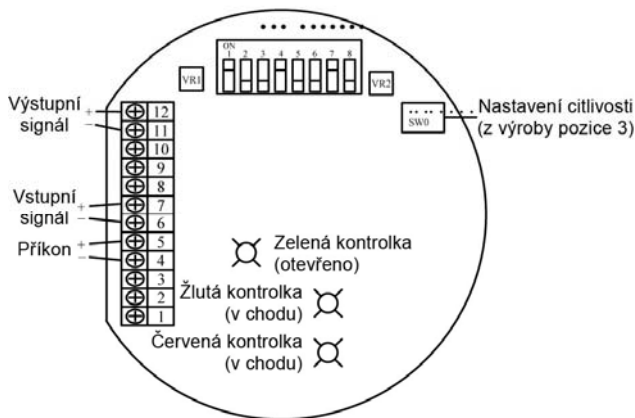 ON
1 2 3 4 5 6 7 8
VR1
VR2
SW0
Nastavení citlivosti
(z výroby pozice 3)
Výstupní
signál
+
−
12
11
10
9
8
Vstupní
signál
+
−
7
6
Příkon
+
−
5
4
3
2
1
Zelená kontrolka
(otevřeno)
Žlutá kontrolka
(v chodu)
Červená kontrolka
(v chodu)